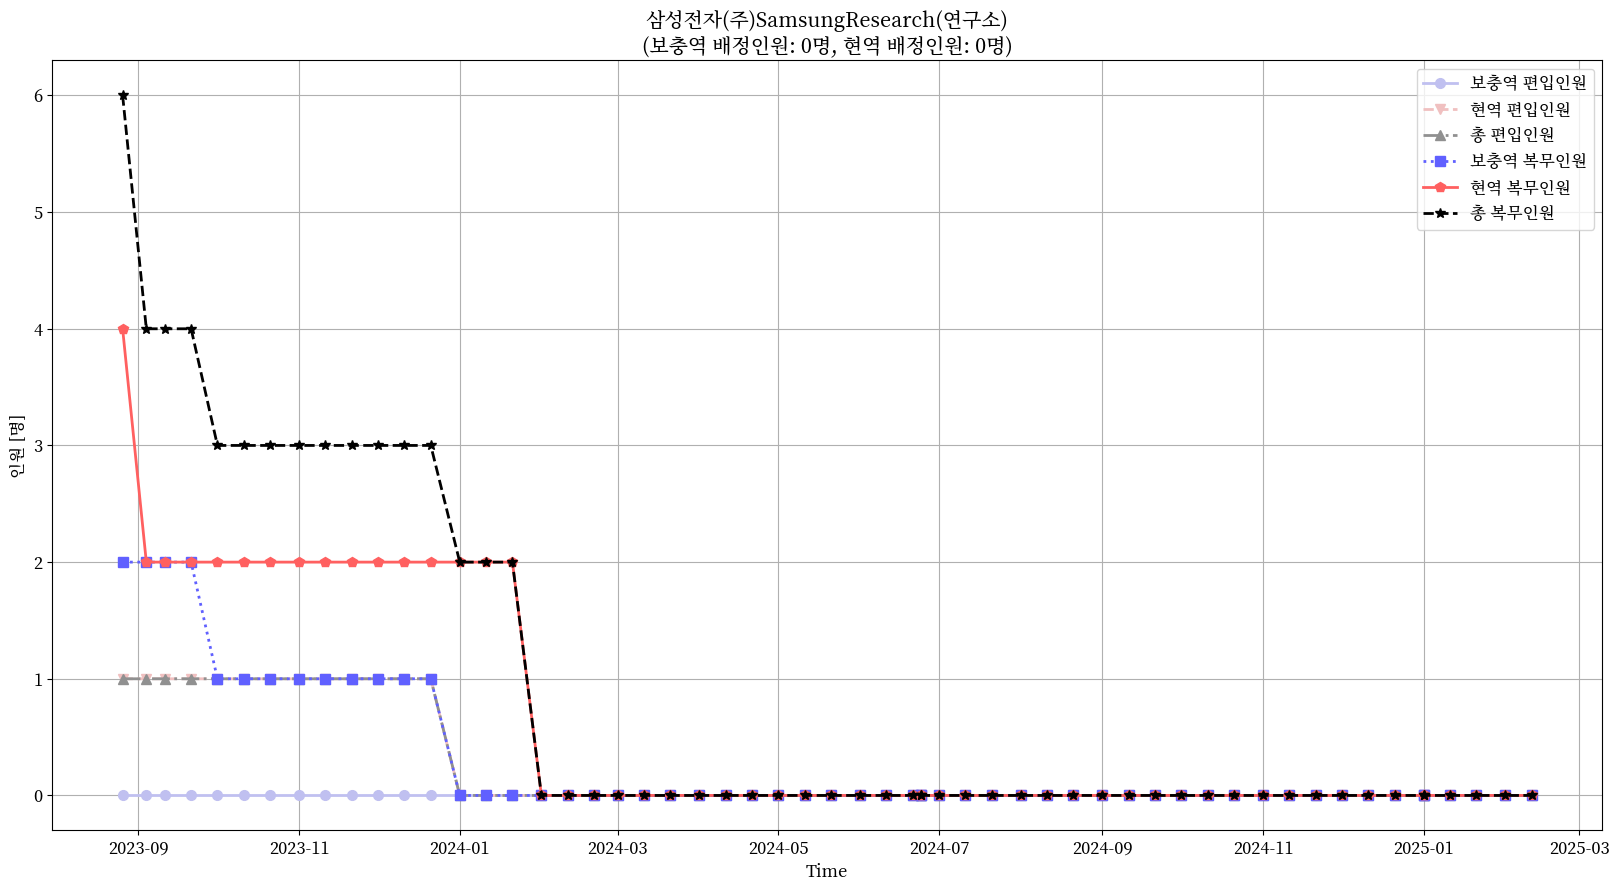 삼성전자(주)SamsungResearch(연구소)
(보충역 배정인원: 0명, 현역 배정인원: 0명)
보충역 편입인원
현역 편입인원
총 편입인원
보충역 복무인원
현역 복무인원
총 복무인원
6
5
4
3
2
1
0
인원 [명]
2023-09
2023-11
2024-01
2024-03
2024-05
2024-07
2024-09
2024-11
2025-01
2025-03
Time